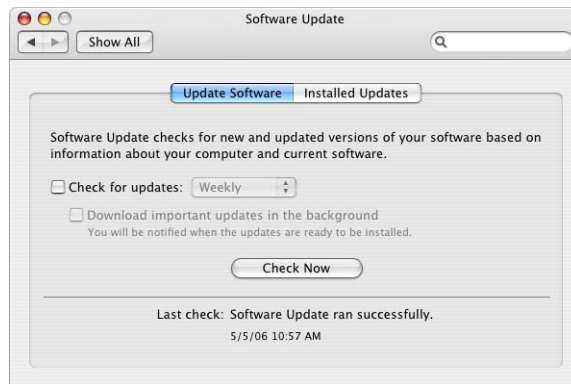 Software Update
Show All
Update Software Installed Updates
Software Update checks for new and updated versions of your software based on
information about your computer and current software.
Check for updates: Weekly
Download important updates in the background
You will be notified when the updates are ready to be installed.
Check Now
Last check: Software Update ran successfully.
5/5/06 10:57 AM